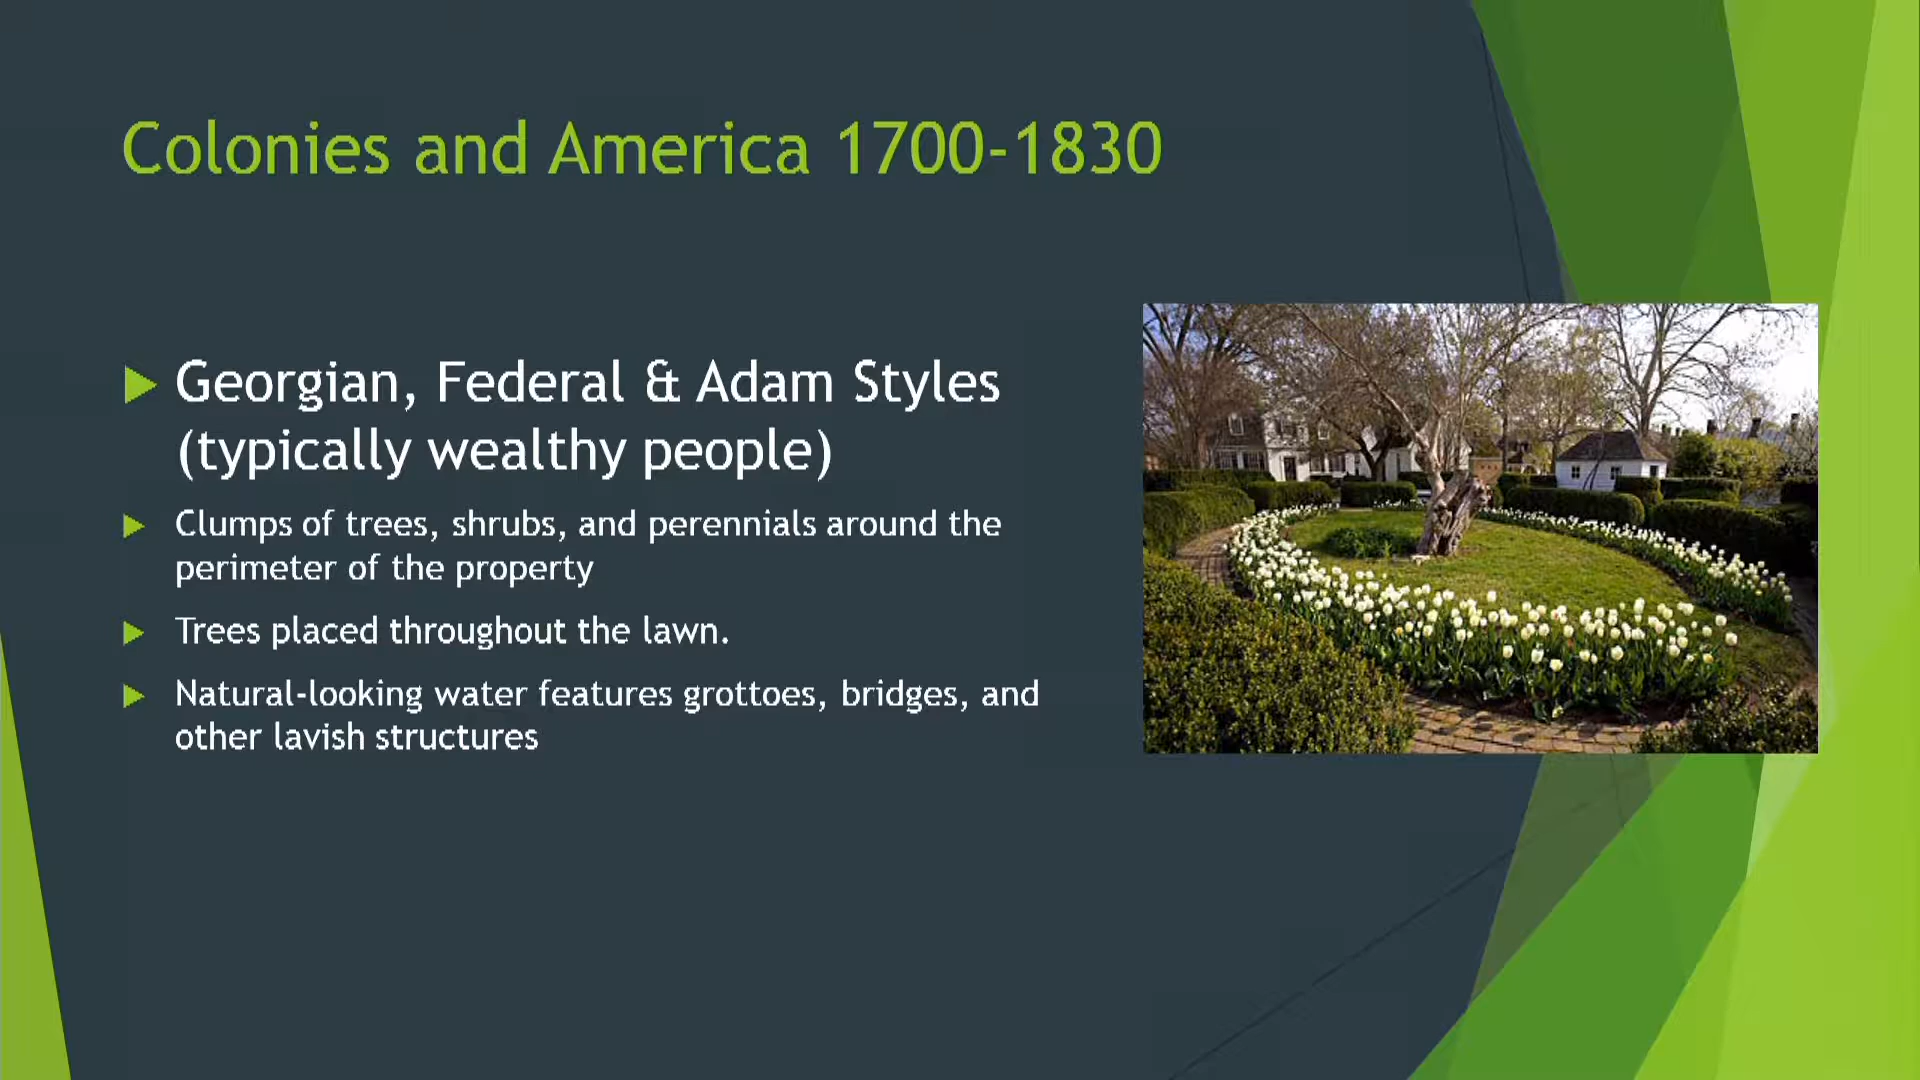 Colonies and America 1700-1830
Georgian, Federal & Adam Styles
(typically wealthy people)
Clumps of trees, shrubs, and perennials around the
perimeter of the property
Trees placed throughout the lawn.
Natural-looking water features grottoes, bridges, and
other lavish structures